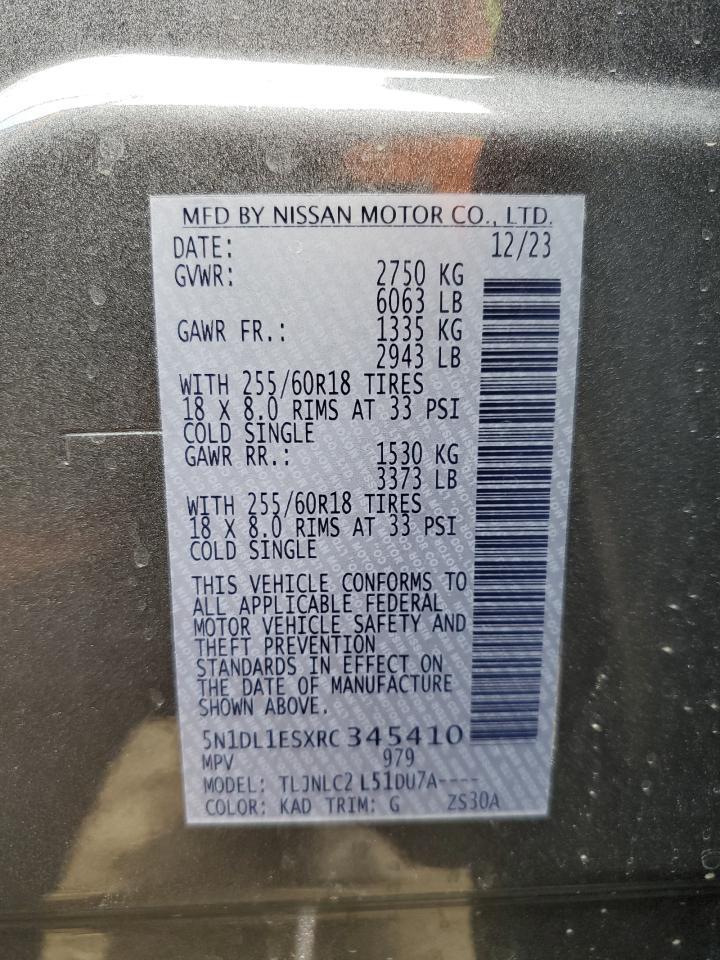 MFD BY NISSAN MOTOR CO., LTD.
DATE: 12/23
GVWR: 2750 KG
6063 LB
GAWR FR.: 1335 KG
2943 LB
WITH 255/60R18 TIRES
18 X 8.0 RIMS AT 33 PSI
COLD SINGLE
GAWR RR.: 1530 KG
3373 LB
WITH 255/60R18 TIRES
18 X 8.0 RIMS AT 33 PSI
COLD SINGLE
THIS VEHICLE CONFORMS TO
ALL APPLICABLE FEDERAL
MOTOR VEHICLE SAFETY AND
THEFT PREVENTION
STANDARDS IN EFFECT ON
THE DATE OF MANUFACTURE
SHOWN ABOVE.
5N1DL1ESXRC 345410
MPV 979
MODEL: TLJNLC2 L51DU7A----
COLOR: KAD TRIM: G ZS30A